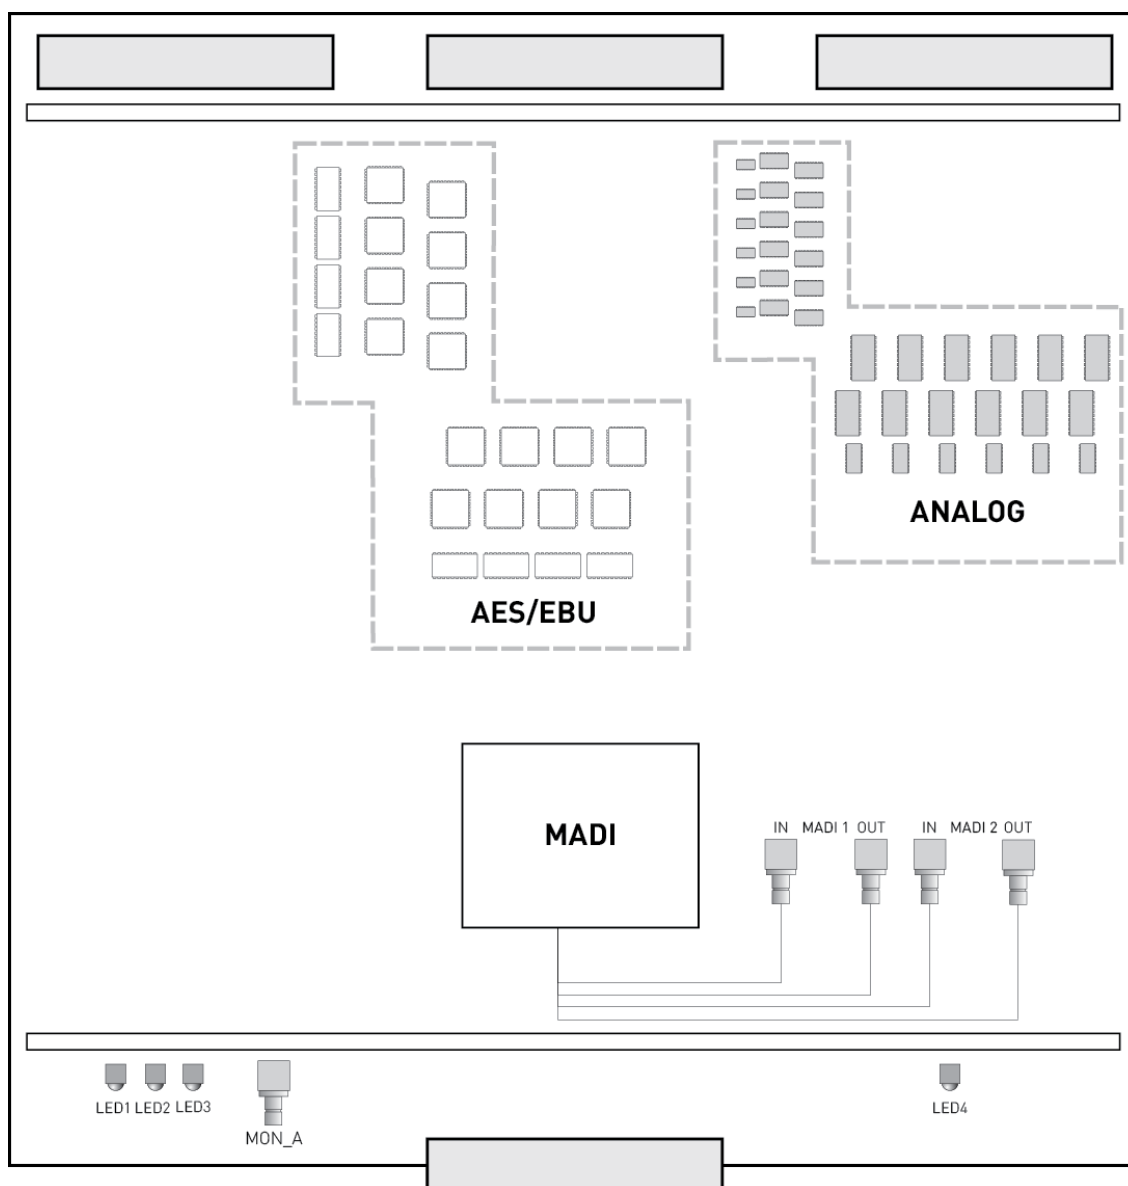 ANALOG
AES/EBU
MADI
IN MADI 1 OUT IN MADI 2 OUT
LED1 LED2 LED3
MON_A
LED4